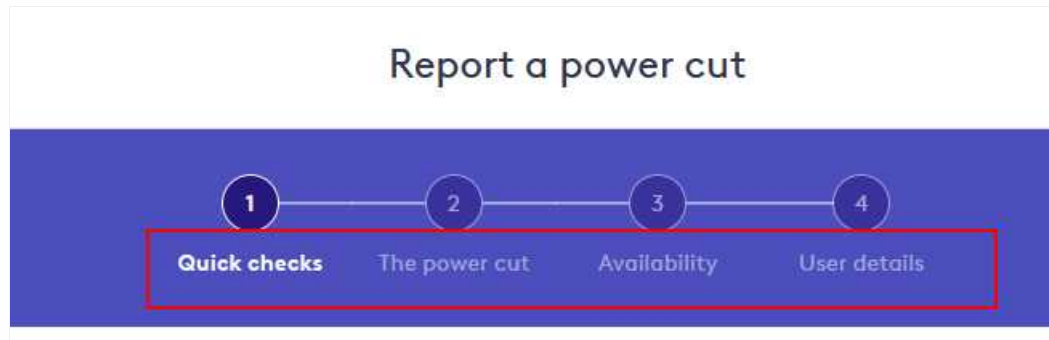 Report a power cut
1 2 3 4
Quick checks The power cut Availability User details